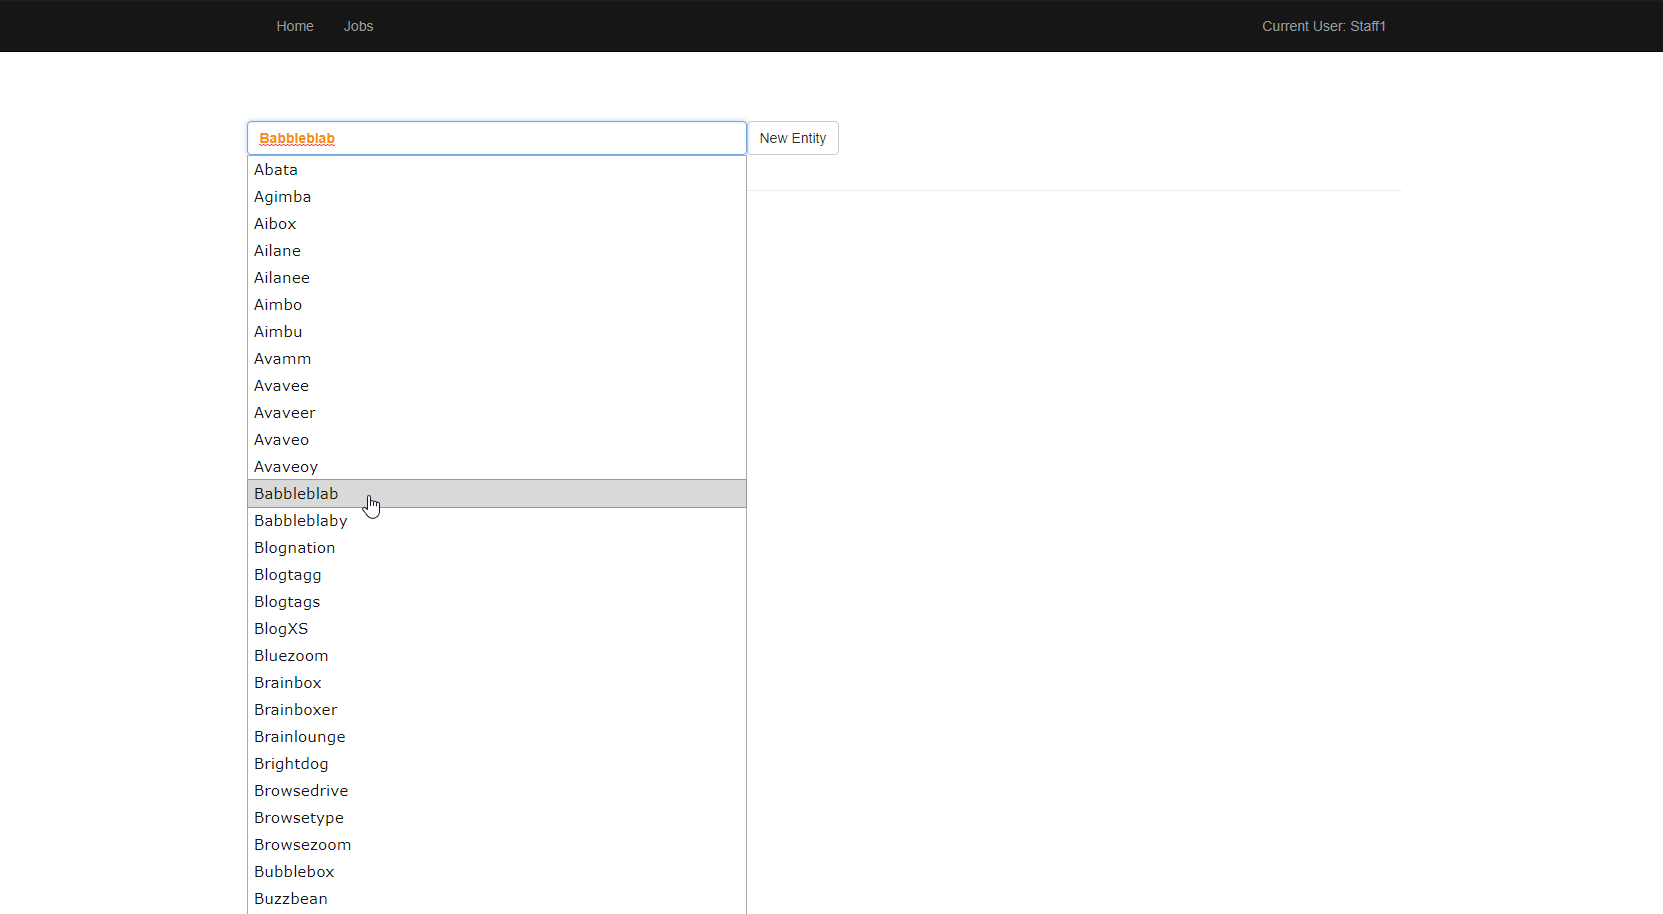 Home Jobs Current User: Staff1
Babbleblab New Entity
Abata
Agimba
Aibox
Ailane
Ailanee
Aimbo
Aimbu
Avamm
Avavee
Avaveer
Avaveo
Avaveoy
Babbleblab
Babbleblaby
Blognation
Blogtagg
Blogtags
BlogXS
Bluezoom
Brainbox
Brainboxer
Brainlounge
Brightdog
Browsedrive
Browsetype
Browsezoom
Bubblebox
Buzzbean